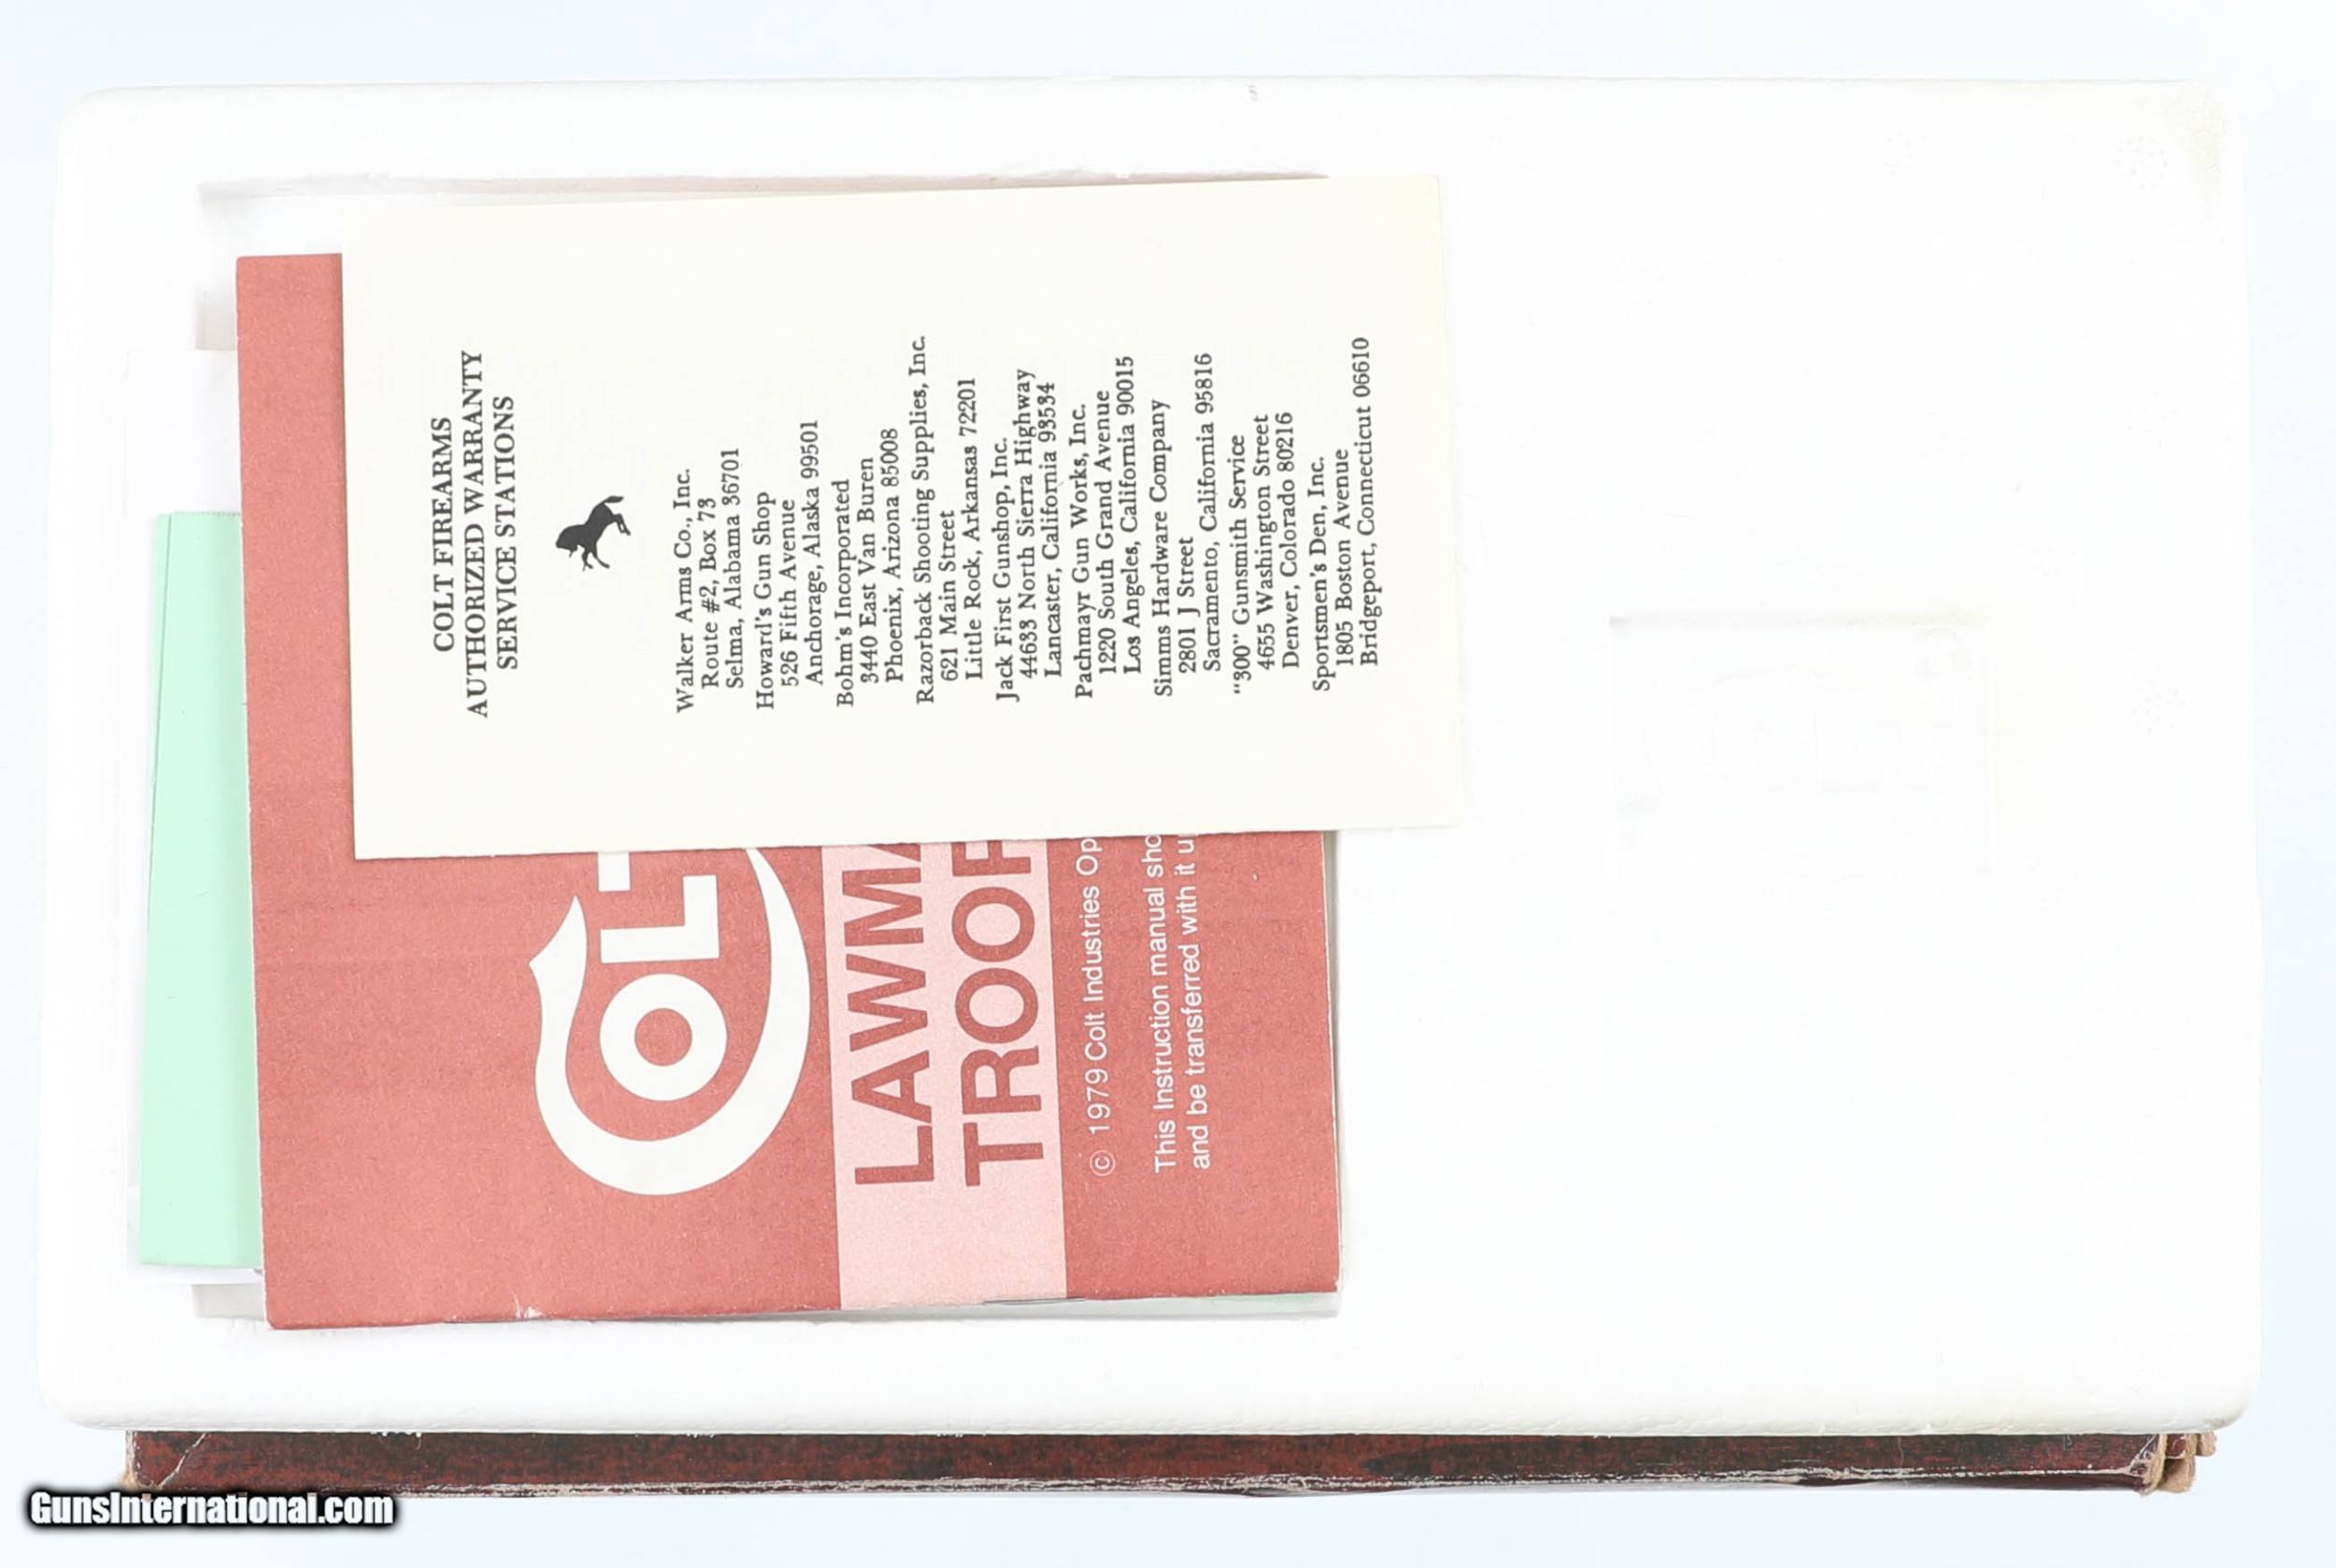 COLT FIREARMS
AUTHORIZED WARRANTY
SERVICE STATIONS
Walker Arms Co., Inc.
Route #2, Box 73
Selma, Alabama 36701
Howard's Gun Shop
526 Fifth Avenue
Anchorage, Alaska 99501
Bohm's Incorporated
3440 East Van Buren
Phoenix, Arizona 85008
Razorback Shooting Supplies, Inc.
621 Main Street
Little Rock, Arkansas 72201
Jack First Gunshop, Inc.
44633 North Sierra Highway
Lancaster, California 93534
Pachmayr Gun Works, Inc.
1220 South Grand Avenue
Los Angeles, California 90015
Simms Hardware Company
2801 J Street
Sacramento, California 95816
"300" Gunsmith Service
4655 Washington Street
Denver, Colorado 80216
Sportsmen's Den, Inc.
1805 Boston Avenue
Bridgeport, Connecticut 06610
COLT
LAWMA
TROOP
© 1979 Colt Industries Op
This Instruction manual sho
and be transferred with it u
GunsInternational.com